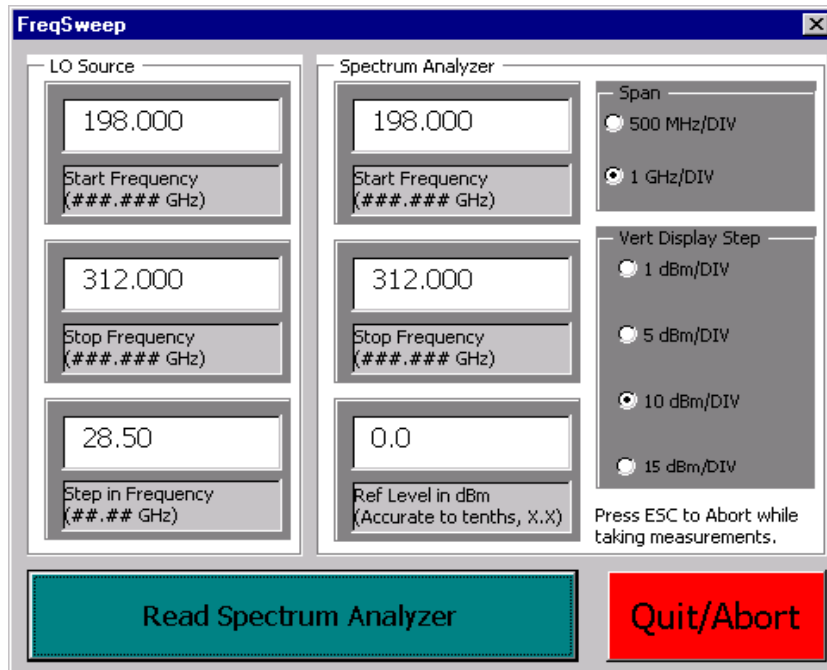 FreqSweep
LO Source
198.000
Start Frequency
(###.### GHz)
312.000
Stop Frequency
(###.### GHz)
28.50
Step in Frequency
(##.## GHz)
Spectrum Analyzer
198.000
Start Frequency
(###.### GHz)
312.000
Stop Frequency
(###.### GHz)
0.0
Ref Level in dBm
(Accurate to tenths, X.X)
Span
500 MHz/DIV
1 GHz/DIV
Vert Display Step
1 dBm/DIV
5 dBm/DIV
10 dBm/DIV
15 dBm/DIV
Press ESC to Abort while
taking measurements.
Read Spectrum Analyzer
Quit/Abort